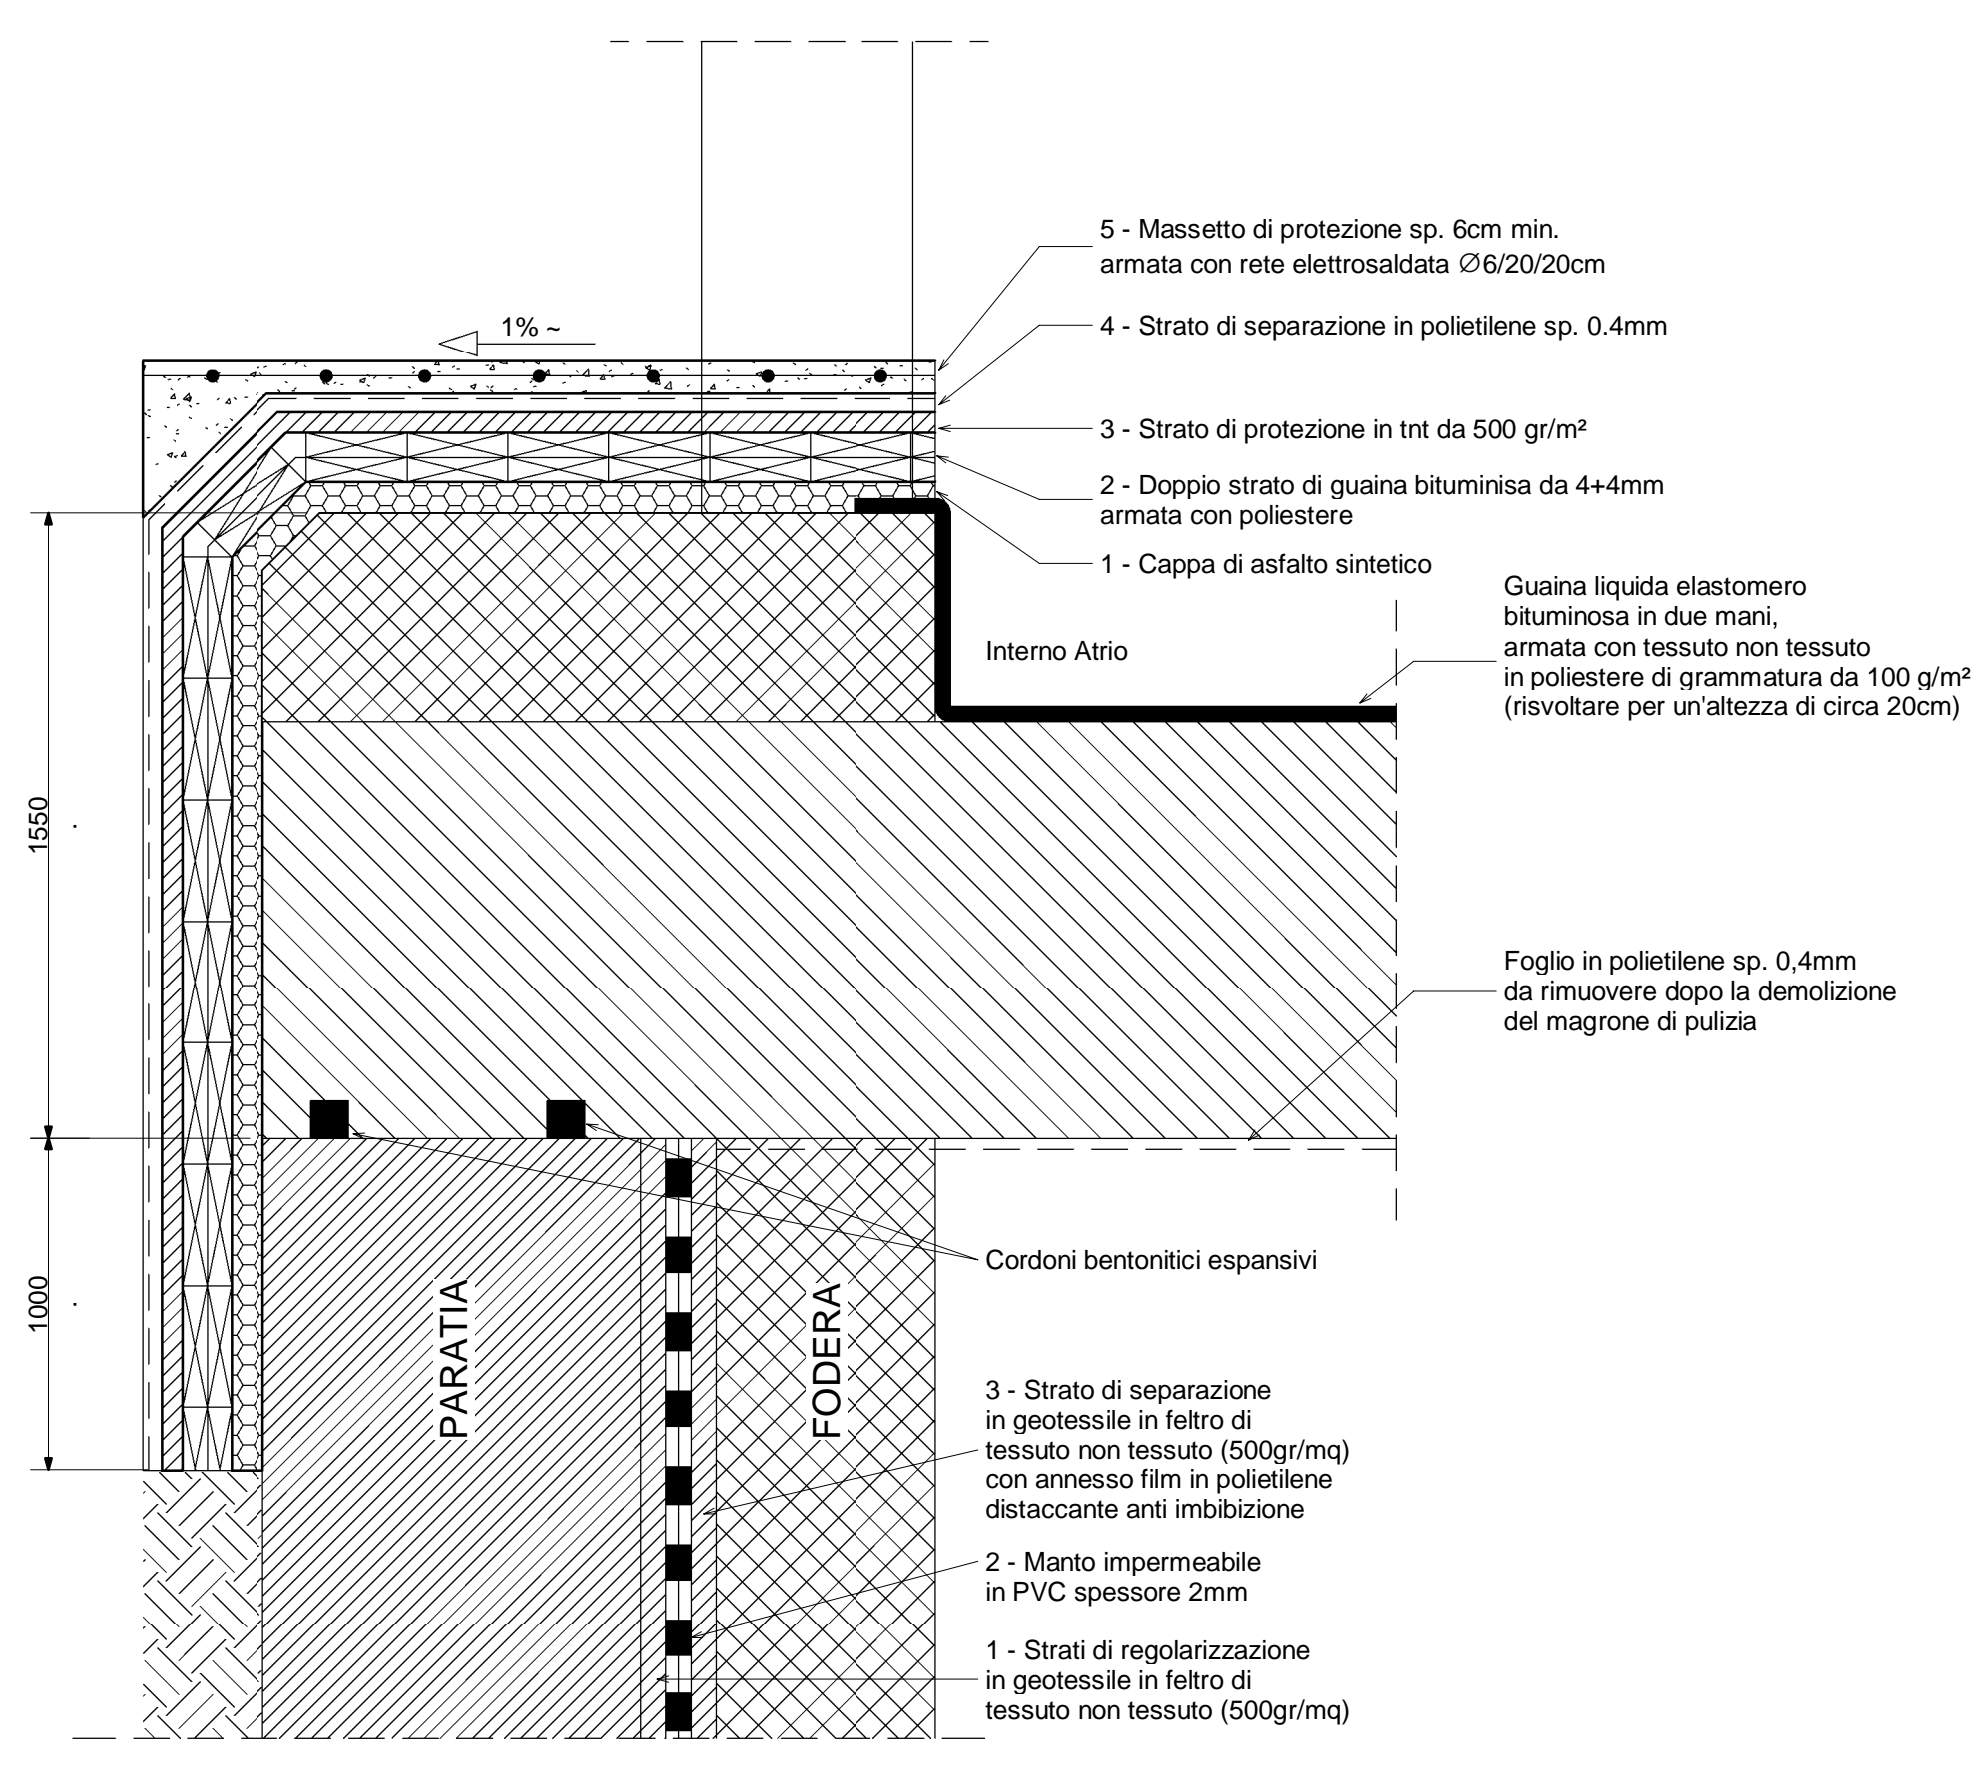 5 - Massetto di protezione sp. 6cm min.
armata con rete elettrosaldata ∅6/20/20cm
1% ~
4 - Strato di separazione in polietilene sp. 0.4mm
3 - Strato di protezione in tnt da 500 gr/m²
2 - Doppio strato di guaina bituminisa da 4+4mm
armata con poliestere
1 - Cappa di asfalto sintetico
Guaina liquida elastomero
bituminosa in due mani,
armata con tessuto non tessuto
in poliestere di grammatura da 100 g/m²
(risvoltare per un'altezza di circa 20cm)
Interno Atrio
1550
Foglio in polietilene sp. 0,4mm
da rimuovere dopo la demolizione
del magrone di pulizia
1000
Cordoni bentonitici espansivi
PARATIA
FODERA
3 - Strato di separazione
in geotessile in feltro di
tessuto non tessuto (500gr/mq)
con annesso film in polietilene
distaccante anti imbibizione
2 - Manto impermeabile
in PVC spessore 2mm
1 - Strati di regolarizzazione
in geotessile in feltro di
tessuto non tessuto (500gr/mq)